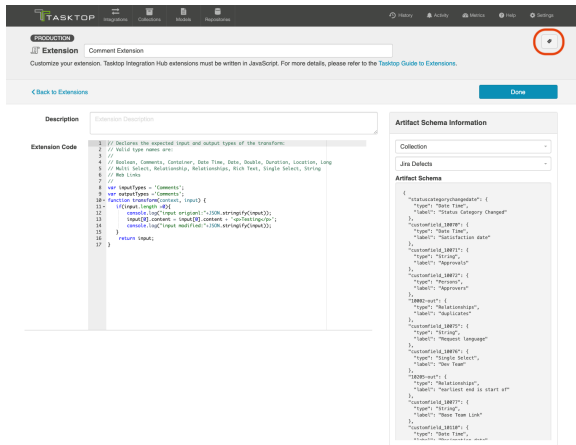 TASKTOP
Integrations
Collections
Models
Repositories
History
Activity
Metrics
Help
Settings
PRODUCTION
Extension
Comment Extension
Customize your extension. Tasktop Integration Hub extensions must be written in JavaScript. For more details, please refer to the Tasktop Guide to Extensions.
Back to Extensions
Done
Description
Extension Description
Extension Code
1 // Declares the expected input and output types of the transform:
2 // Valid type names are:
3 //
4 // Boolean, Comments, Container, Date Time, Date, Double, Duration, Location, Long
5 // Multi Select, Relationship, Relationships, Rich Text, Single Select, String
6 // Web Links
7 //
8 var inputTypes = 'Comments';
9 var outputTypes ='Comments';
10 function transform(context, input) {
11 if(input.length >0){
12 console.log("input original:"+JSON.stringify(input));
13 input[0].content = input[0].content + "<p>Testing</p>";
14 console.log("input modified:"+JSON.stringify(input));
15 }
16 return input;
17 }
Artifact Schema Information
Collection
Jira Defects
Artifact Schema
{
"statuscategorychangedate": {
"type": "Date Time",
"label": "Status Category Changed"
},
"customfield_10070": {
"type": "Date Time",
"label": "Satisfaction date"
},
"customfield_10071": {
"type": "String",
"label": "Approvals"
},
"customfield_10072": {
"type": "Persons",
"label": "Approvers"
},
"10002-out": {
"type": "Relationships",
"label": "duplicates"
},
"customfield_10075": {
"type": "String",
"label": "Request language"
},
"customfield_10076": {
"type": "Single Select",
"label": "Dev Team"
},
"10205-out": {
"type": "Relationships",
"label": "earliest end is start of"
},
"customfield_10077": {
"type": "String",
"label": "Base Team Link"
},
"customfield_10110": {
"type": "Date Time",